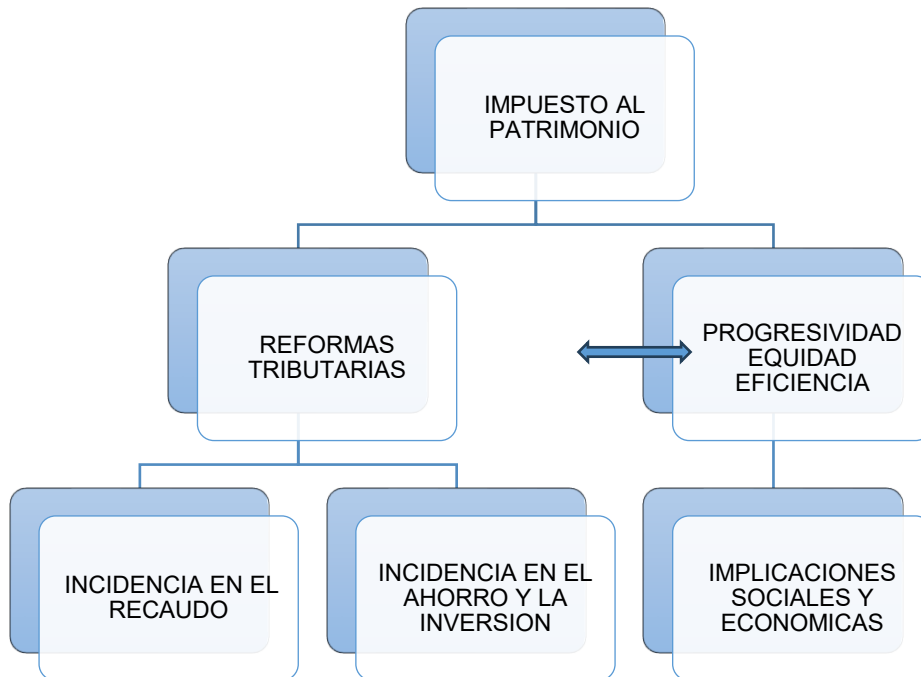 IMPUESTO AL
PATRIMONIO
REFORMAS
TRIBUTARIAS
PROGRESIVIDAD
EQUIDAD
EFICIENCIA
INCIDENCIA EN EL
RECAUDO
INCIDENCIA EN EL
AHORRO Y LA
INVERSION
IMPLICACIONES
SOCIALES Y
ECONOMICAS